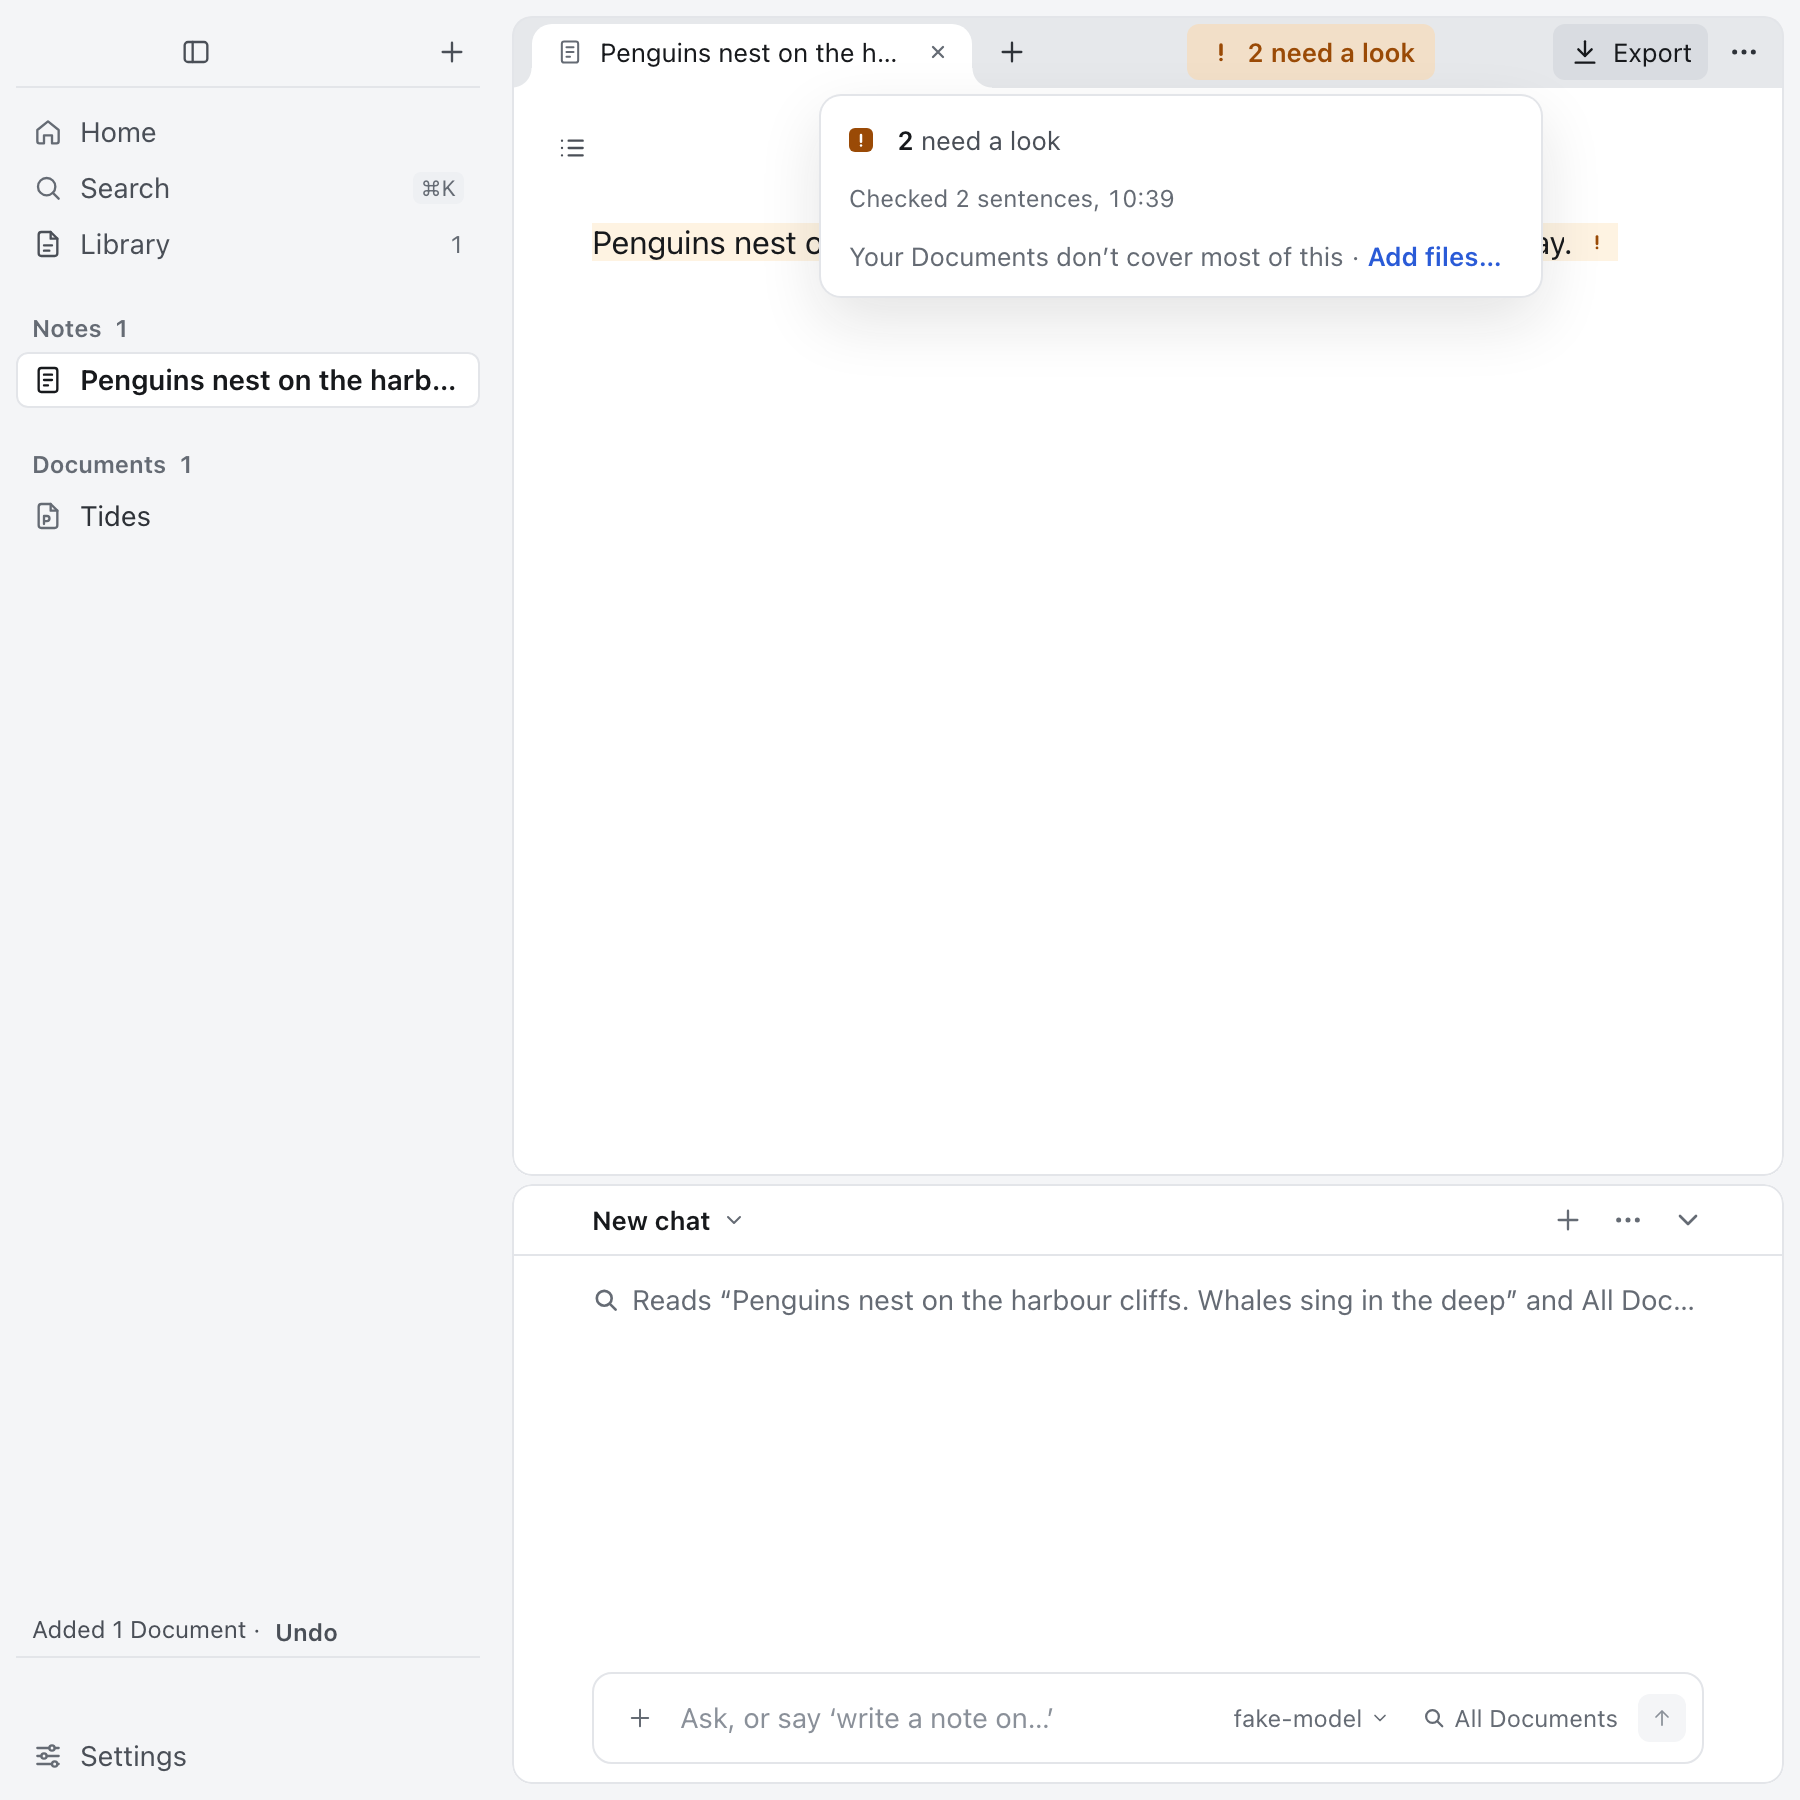 Home
Search ⌘K
Library 1
Notes 1
Penguins nest on the harb...
Documents 1
Tides
Added 1 Document · Undo
Settings
Penguins nest on the h...
! 2 need a look
Export
! 2 need a look
Checked 2 sentences, 10:39
Your Documents don’t cover most of this · Add files...
Penguins nest ay. !
New chat
Reads “Penguins nest on the harbour cliffs. Whales sing in the deep” and All Doc...
Ask, or say ‘write a note on...’
fake-model
All Documents